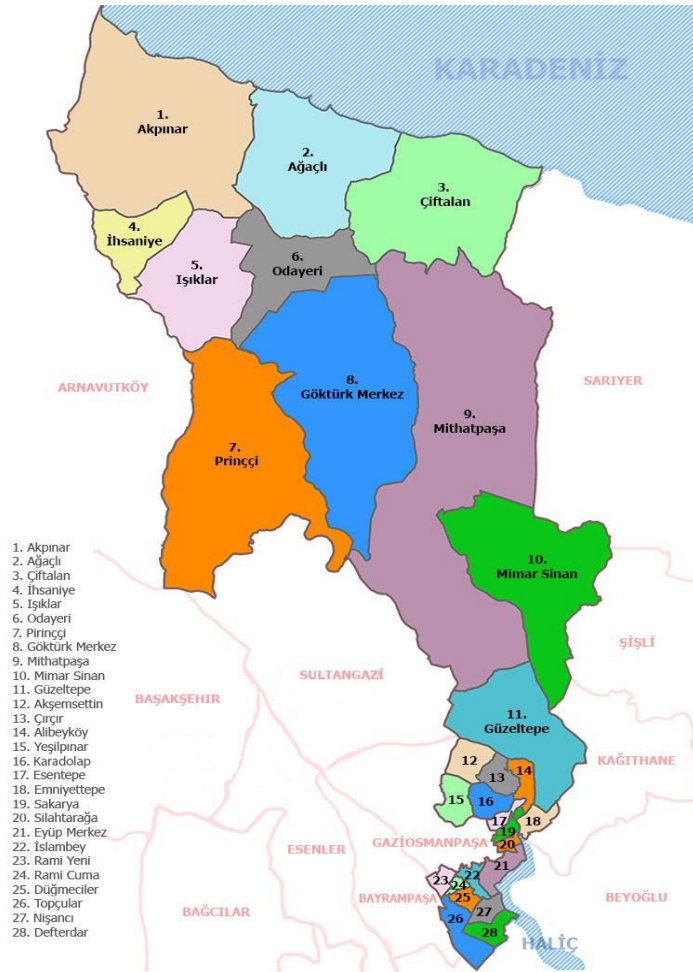 KARADENİZ
1.
Akpınar
2.
Ağaçlı
3.
Çiftalan
4.
İhsaniye
5.
Işıklar
6.
Odayeri
ARNAVUTKÖY
SARIYER
8.
Göktürk Merkez
9.
Mithatpaşa
7.
Prinççi
10.
Mimar Sinan
ŞİŞLİ
SULTANGAZİ
BAŞAKŞEHİR
11.
Güzeltepe
KAĞITHANE
12
13
14
15
16
17
18
19
20
GAZİOSMANPAŞA
ESENLER
21
22
23
24
25
BAYRAMPAŞA
BEYOĞLU
26
27
28
BAĞCILAR
HALİÇ
1. Akpınar
2. Ağaçlı
3. Çiftalan
4. İhsaniye
5. Işıklar
6. Odayeri
7. Pirinççi
8. Göktürk Merkez
9. Mithatpaşa
10. Mimar Sinan
11. Güzeltepe
12. Akşemsettin
13. Çırçır
14. Alibeyköy
15. Yeşilpınar
16. Karadolap
17. Esentepe
18. Emniyettepe
19. Sakarya
20. Silahtarağa
21. Eyüp Merkez
22. İslambey
23. Rami Yeni
24. Rami Cuma
25. Düğmeciler
26. Topçular
27. Nişancı
28. Defterdar